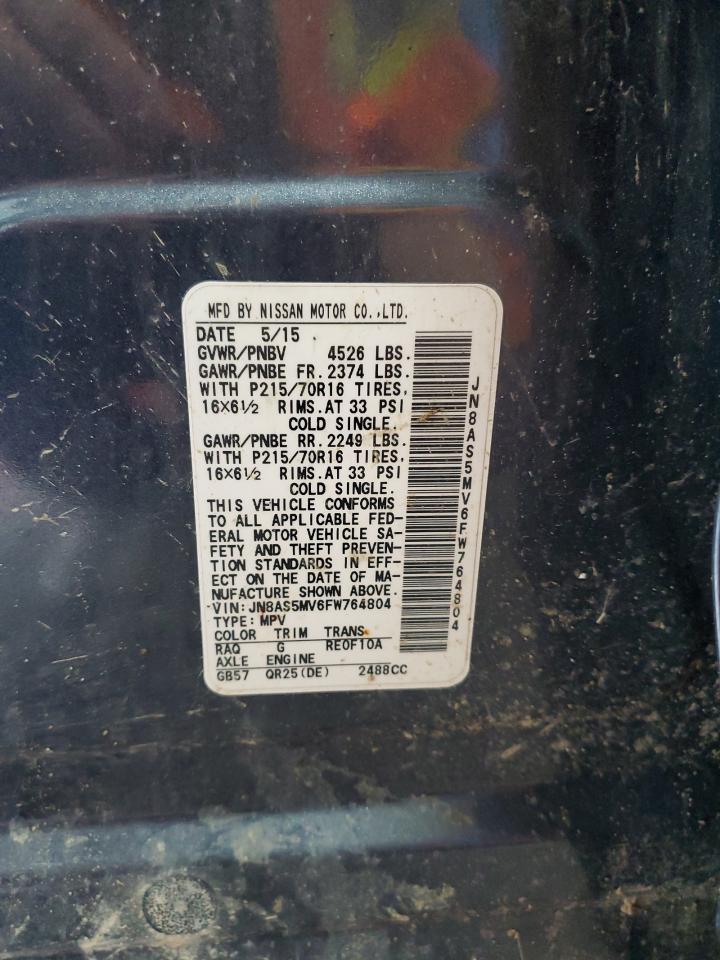 MFD BY NISSAN MOTOR CO.,LTD.
DATE 5/15
GVWR/PNBV 4526 LBS.
GAWR/PNBE FR. 2374 LBS.
WITH P215/70R16 TIRES,
16X6½ RIMS.AT 33 PSI
COLD SINGLE.
GAWR/PNBE RR. 2249 LBS.
WITH P215/70R16 TIRES,
16X6½ RIMS.AT 33 PSI
COLD SINGLE.
THIS VEHICLE CONFORMS
TO ALL APPLICABLE FED-
ERAL MOTOR VEHICLE SA-
FETY AND THEFT PREVEN-
TION STANDARDS IN EFF-
ECT ON THE DATE OF MA-
NUFACTURE SHOWN ABOVE.
VIN:JN8AS5MV6FW764804
TYPE:MPV
COLOR TRIM TRANS
RAQ G RE0F10A
AXLE ENGINE
GB57 QR25(DE) 2488CC
JN8AS5MV6FW764804